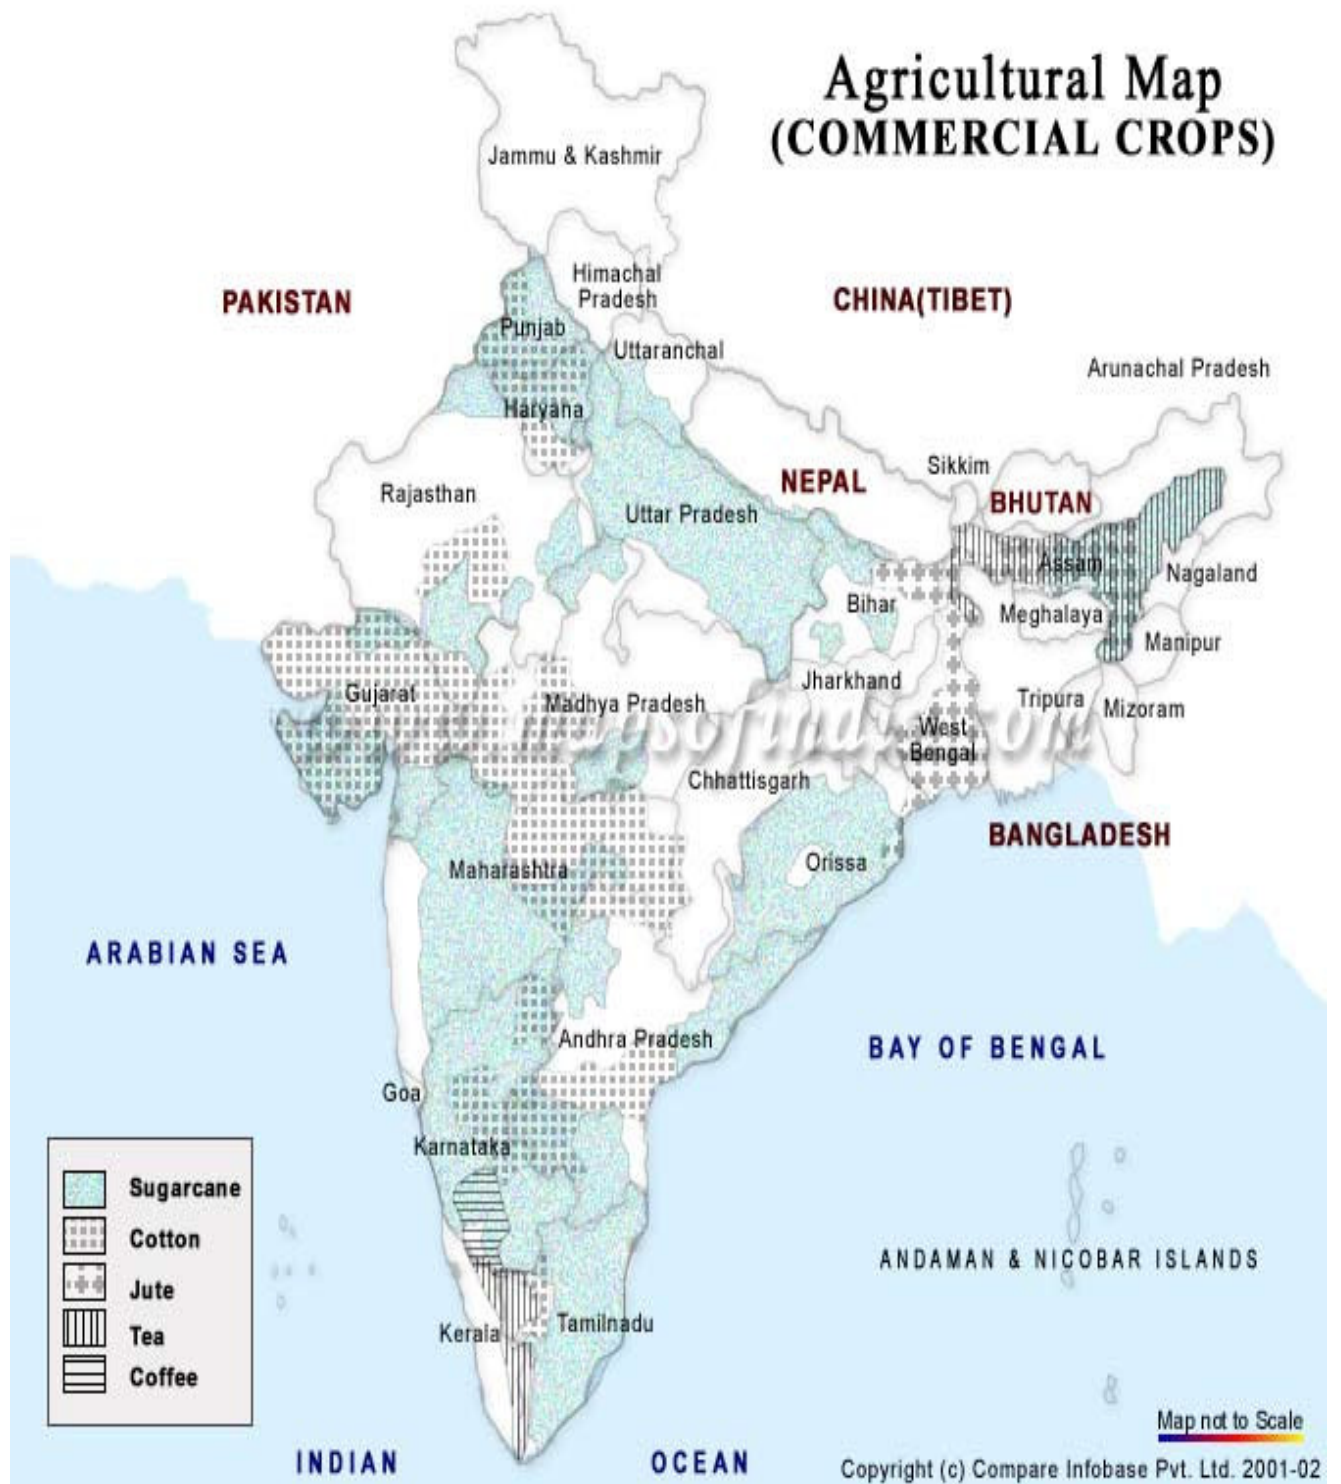 Agricultural Map
(COMMERCIAL CROPS)
Jammu & Kashmir
Himachal
Pradesh
PAKISTAN
CHINA(TIBET)
Punjab
Uttaranchal
Arunachal Pradesh
Haryana
Sikkim
NEPAL
BHUTAN
Rajasthan
Uttar Pradesh
Assam
Nagaland
Bihar
Meghalaya
Manipur
Jharkhand
Gujarat
Madhya Pradesh
Tripura
Mizoram
West
Bengal
Chhattisgarh
BANGLADESH
Maharashtra
Orissa
ARABIAN SEA
Andhra Pradesh
BAY OF BENGAL
Goa
Karnataka
Sugarcane
Cotton
Jute
Tea
Coffee
ANDAMAN & NICOBAR ISLANDS
Kerala
Tamilnadu
Map not to Scale
INDIAN
OCEAN
Copyright (c) Compare Infobase Pvt. Ltd. 2001-02